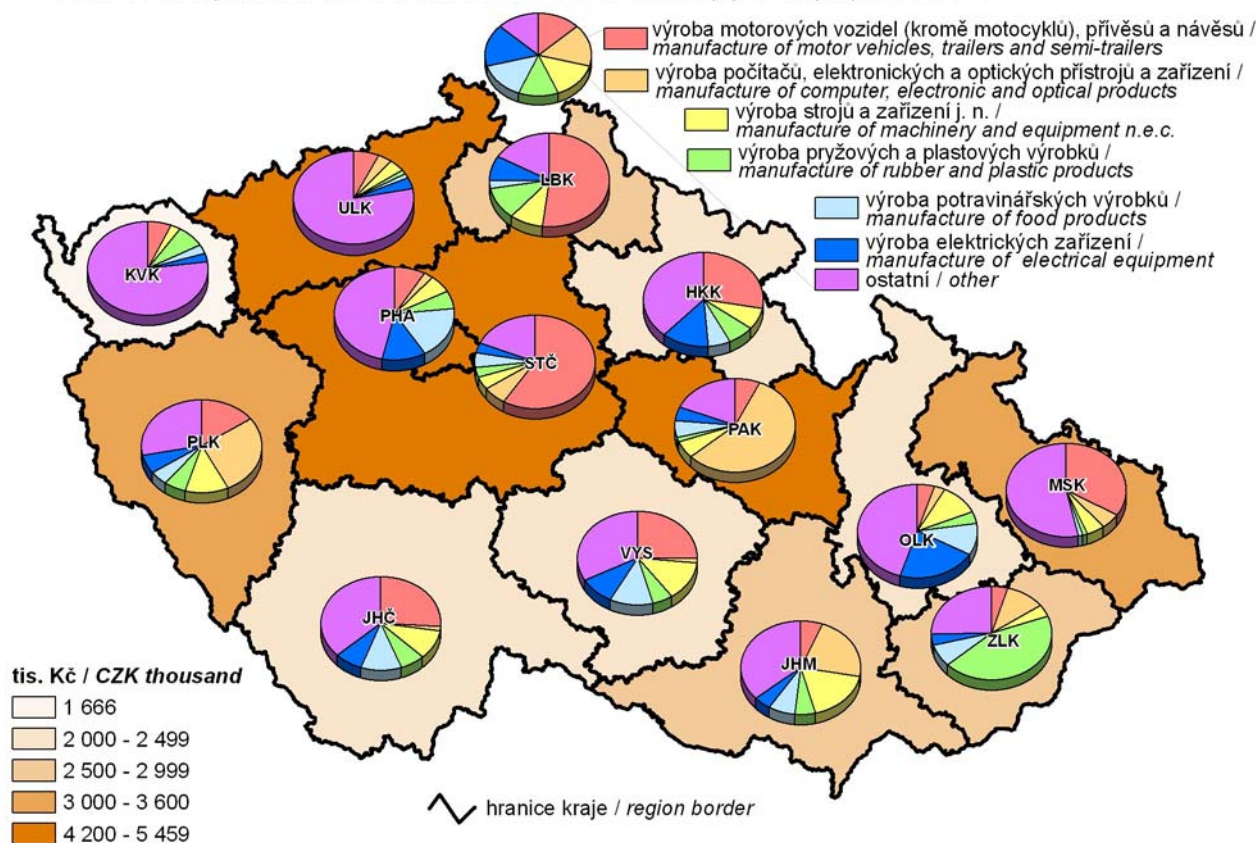 výroba motorových vozidel (kromě motocyklů), přívěsů a návěsů /
manufacture of motor vehicles, trailers and semi-trailers
výroba počítačů, elektronických a optických přístrojů a zařízení /
manufacture of computer, electronic and optical products
výroba strojů a zařízení j. n. /
manufacture of machinery and equipment n.e.c.
výroba pryžových a plastových výrobků /
manufacture of rubber and plastic products
výroba potravinářských výrobků /
manufacture of food products
výroba elektrických zařízení /
manufacture of electrical equipment
ostatní / other
LBK
ULK
KVK
HKK
PHA
STČ
PAK
PLK
MSK
OLK
VYS
JHČ
ZLK
JHM
tis. Kč / CZK thousand
1 666
2 000 - 2 499
2 500 - 2 999
3 000 - 3 600
4 200 - 5 459
hranice kraje / region border